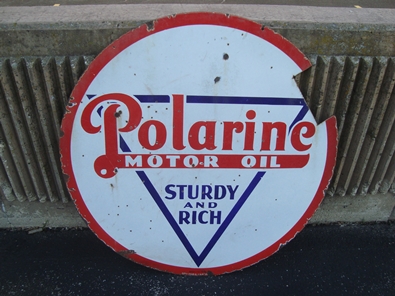 Polarine
MOTOR OIL
STURDY
AND
RICH